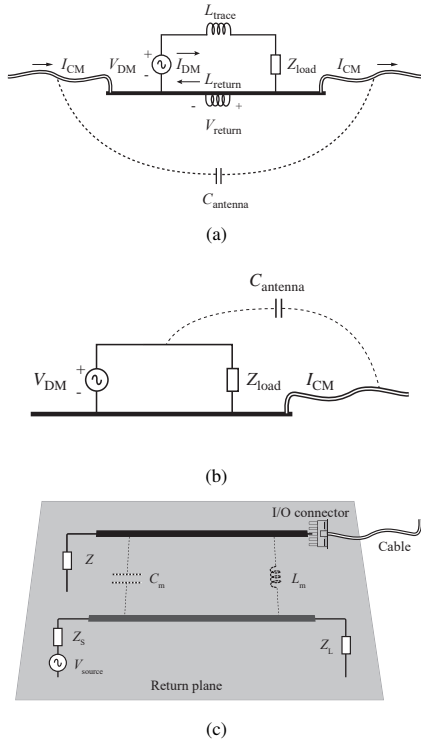 L_trace
I_CM V_DM + - I_DM Z_load I_CM
L_return
- +
V_return
C_antenna
(a)
C_antenna
V_DM + - Z_load I_CM
(b)
I/O connector
Cable
Z C_m L_m
Z_S Z_L
V_source
Return plane
(c)